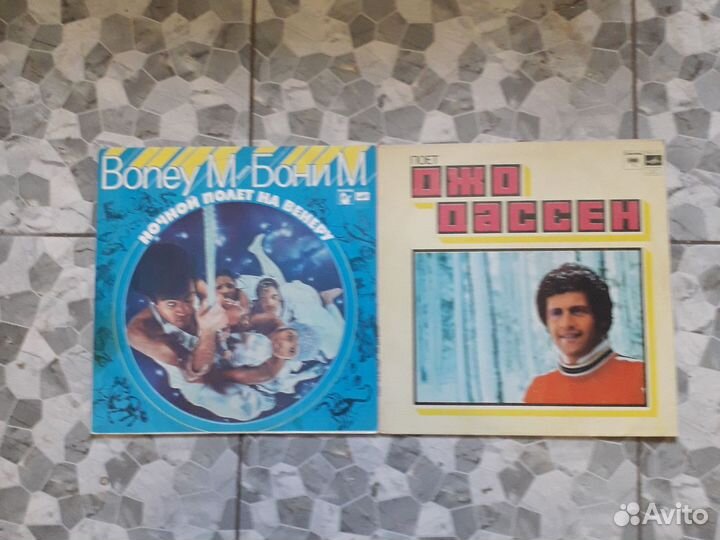 Boney M Бони М
НОЧНОЙ ПОЛЕТ НА ВЕНЕРУ
ПОЕТ
ДЖО
ДАССЕН
Avito